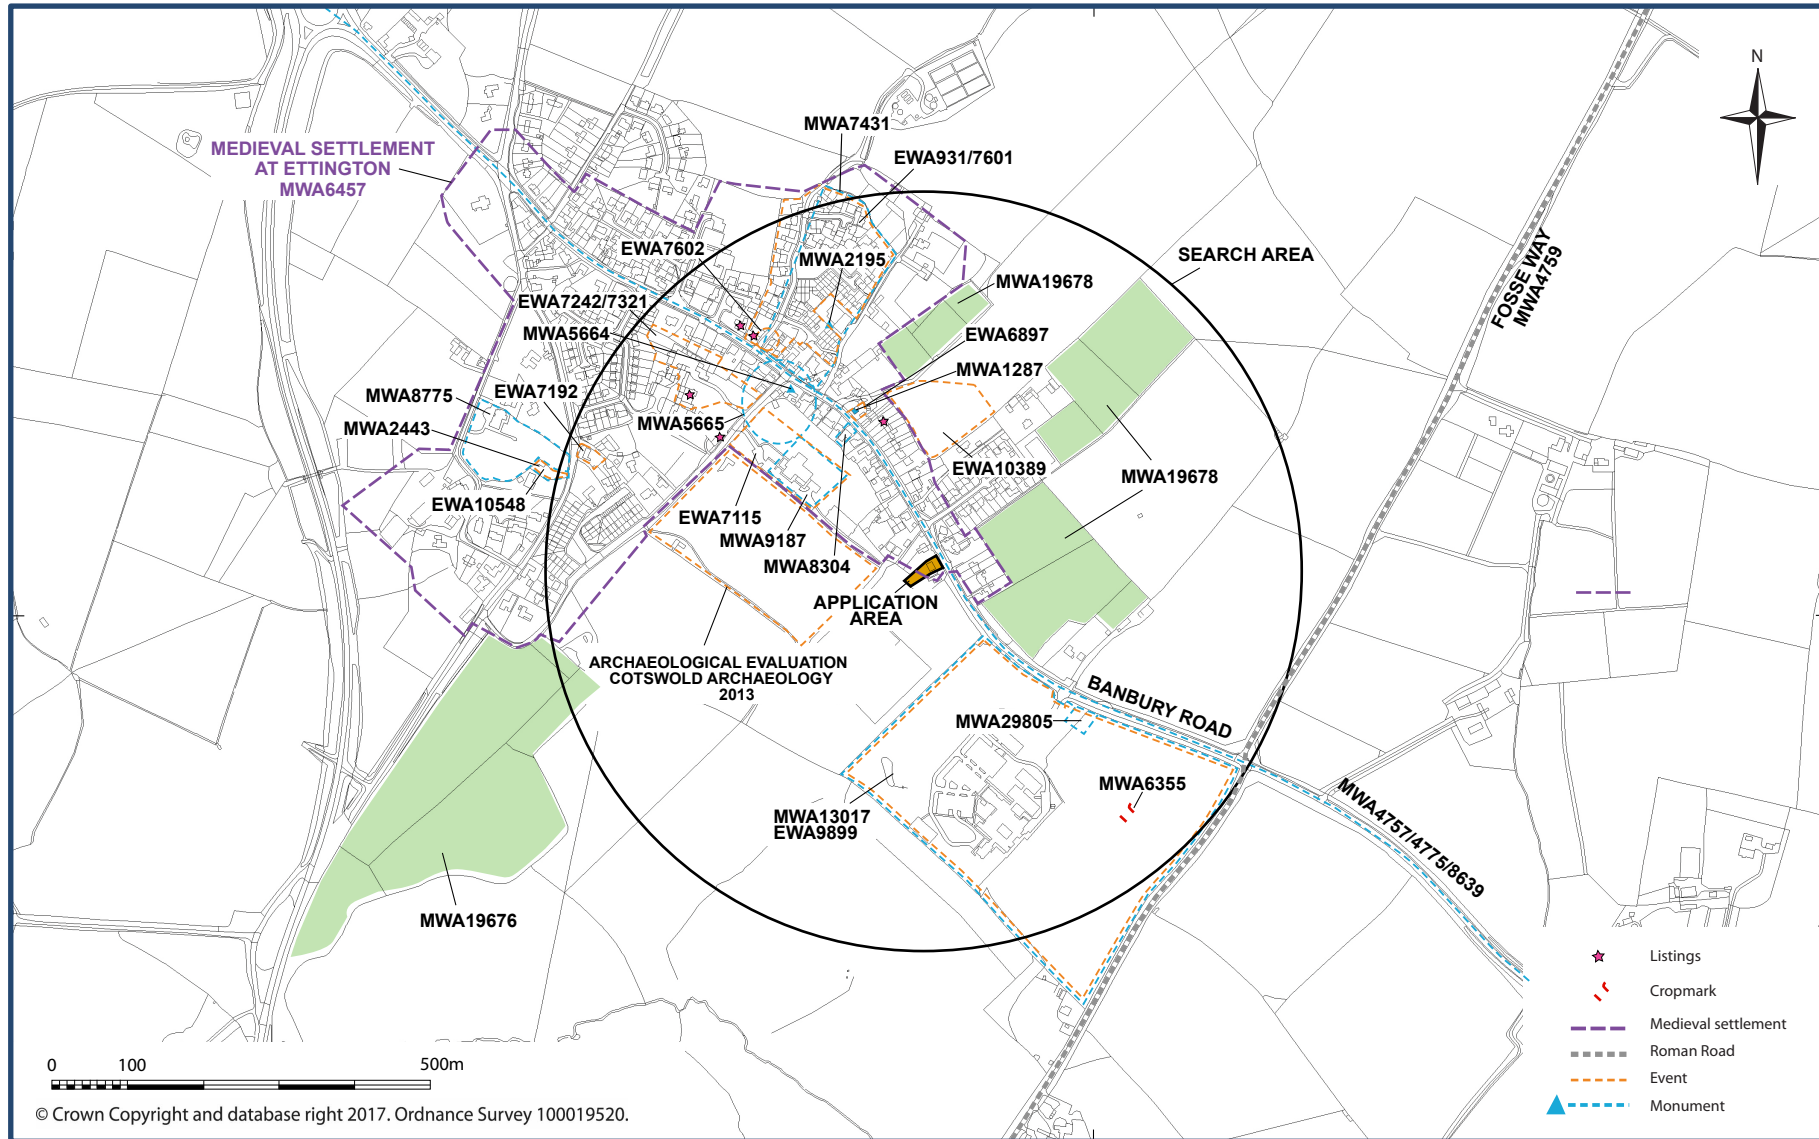 N
MWA7431
MEDIEVAL SETTLEMENT
AT ETTINGTON
MWA6457
EWA931/7601
EWA7602
MWA2195
SEARCH AREA
FOSSE WAY
MWA4759
MWA19678
EWA7242/7321
MWA5664
EWA6897
MWA1287
MWA8775
EWA7192
MWA2443
MWA5665
EWA10389
MWA19678
EWA10548
EWA7115
MWA9187
MWA8304
APPLICATION
AREA
ARCHAEOLOGICAL EVALUATION
COTSWOLD ARCHAEOLOGY
2013
BANBURY ROAD
MWA29805
MWA6355
MWA13017
EWA9899
MWA4757/4775/8639
MWA19676
Listings
Cropmark
Medieval settlement
Roman Road
Event
Monument
0 100 500m
© Crown Copyright and database right 2017. Ordnance Survey 100019520.